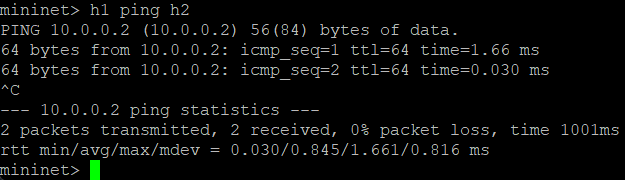 mininet> h1 ping h2
PING 10.0.0.2 (10.0.0.2) 56(84) bytes of data.
64 bytes from 10.0.0.2: icmp_seq=1 ttl=64 time=1.66 ms
64 bytes from 10.0.0.2: icmp_seq=2 ttl=64 time=0.030 ms
^C
--- 10.0.0.2 ping statistics ---
2 packets transmitted, 2 received, 0% packet loss, time 1001ms
rtt min/avg/max/mdev = 0.030/0.845/1.661/0.816 ms
mininet>